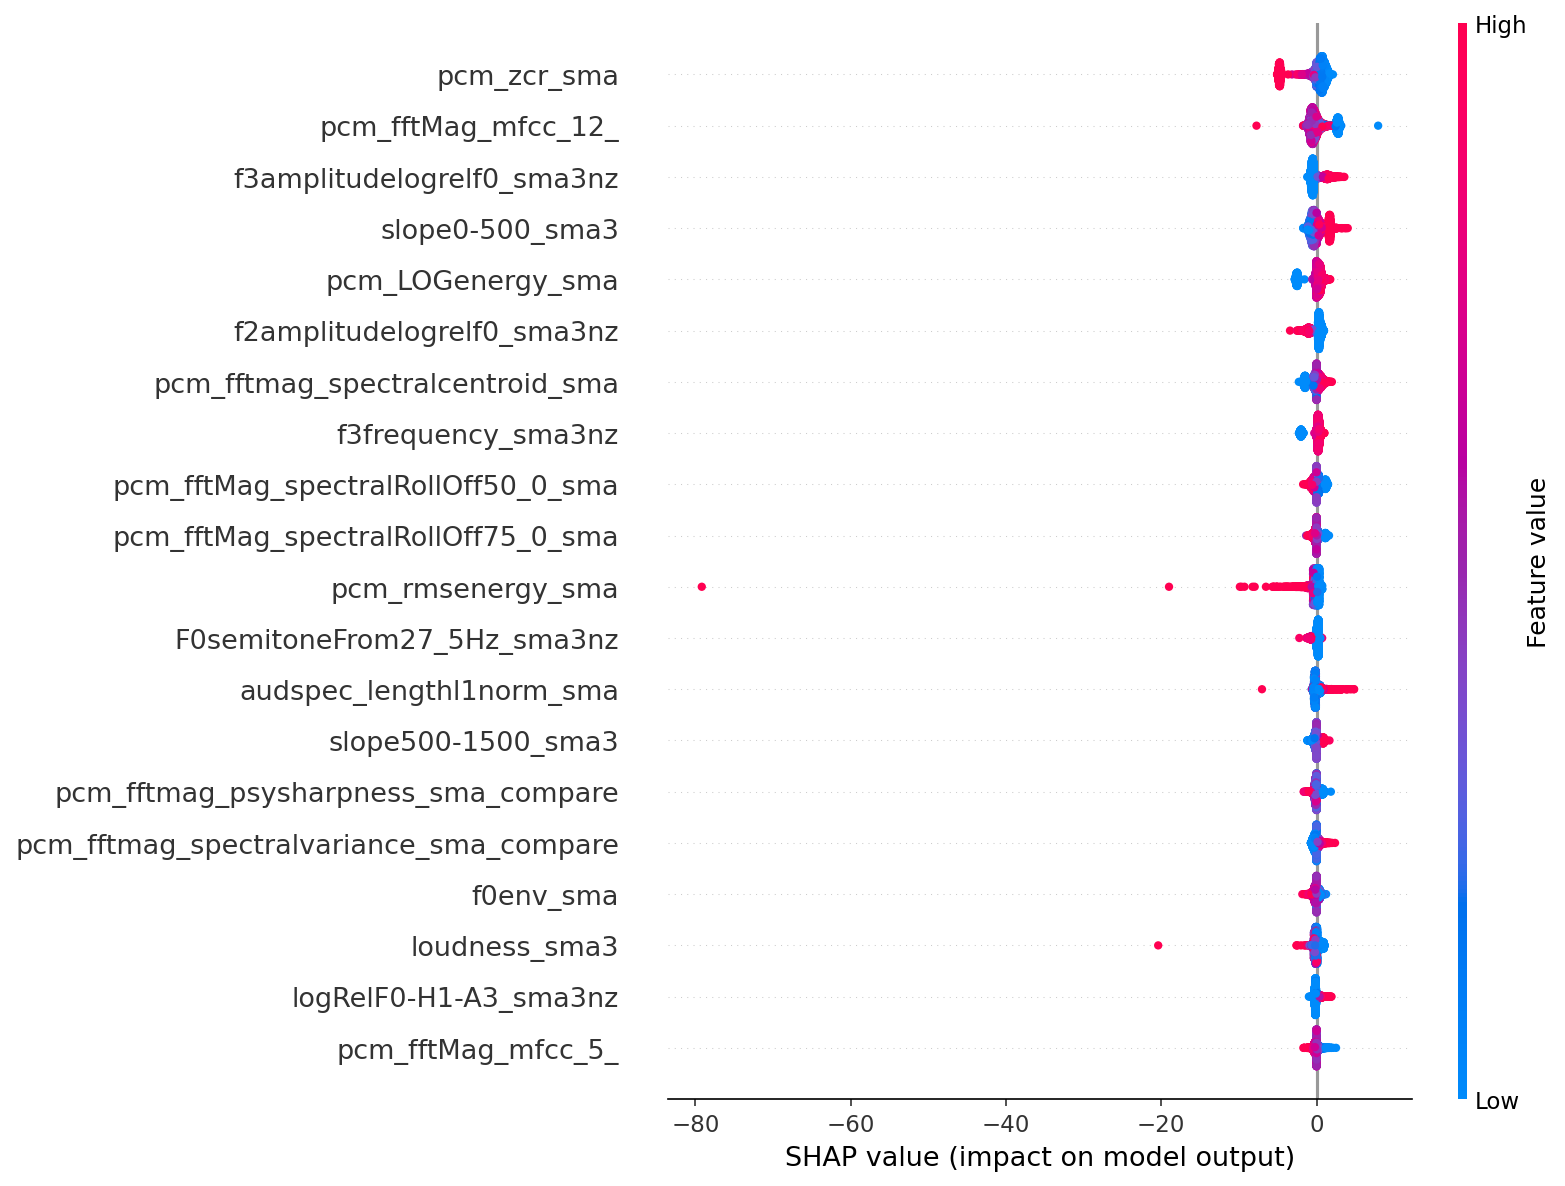 High
pcm_zcr_sma
pcm_fftMag_mfcc_12_
f3amplitudelogrelf0_sma3nz
slope0-500_sma3
pcm_LOGenergy_sma
f2amplitudelogrelf0_sma3nz
pcm_fftmag_spectralcentroid_sma
f3frequency_sma3nz
pcm_fftMag_spectralRollOff50_0_sma
pcm_fftMag_spectralRollOff75_0_sma
pcm_rmsenergy_sma
F0semitoneFrom27_5Hz_sma3nz
audspec_lengthl1norm_sma
slope500-1500_sma3
pcm_fftmag_psysharpness_sma_compare
pcm_fftmag_spectralvariance_sma_compare
f0env_sma
loudness_sma3
logRelF0-H1-A3_sma3nz
pcm_fftMag_mfcc_5_
Feature value
Low
−80 −60 −40 −20 0
SHAP value (impact on model output)